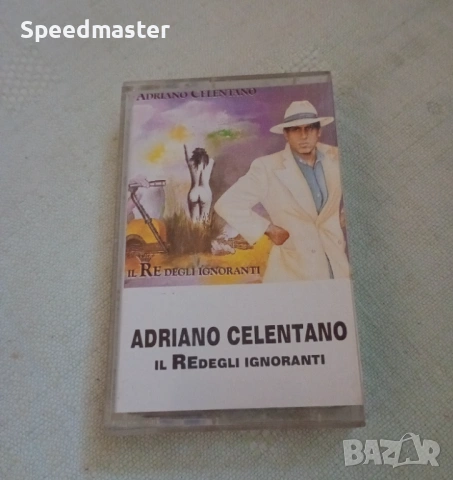 Speedmaster
ADRIANO CELENTANO
IL RE DEGLI IGNORANTI
ADRIANO CELENTANO
IL REDEGLI IGNORANTI
BAZAR